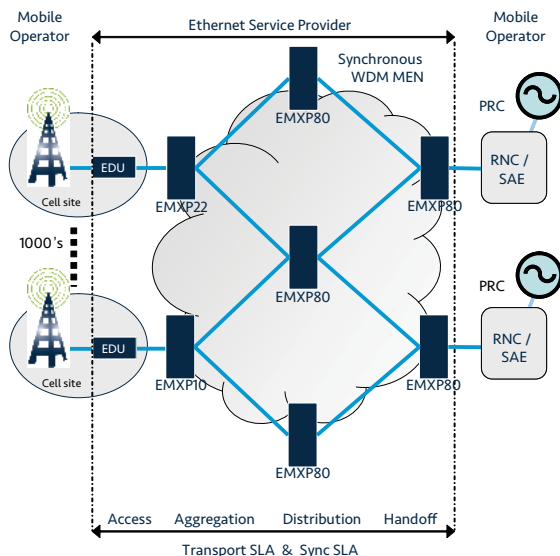 Ethernet Service Provider
Mobile
Operator
Mobile
Operator
Synchronous
WDM MEN
EMXP80
PRC
EDU
Cell site
EMXP22
EMXP80
RNC /
SAE
1000's
EMXP80
PRC
EDU
Cell site
EMXP10
EMXP80
RNC /
SAE
EMXP80
Access Aggregation Distribution Handoff
Transport SLA & Sync SLA